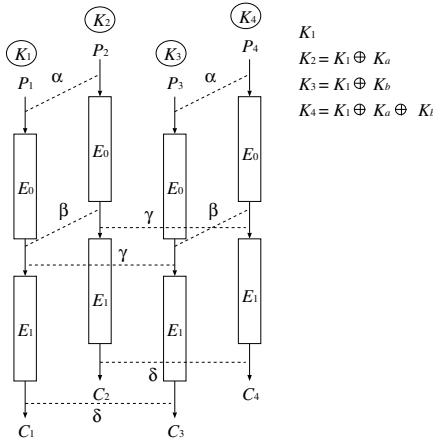 K1 K2 K3 K4
P1 P2 P3 P4
α α
E0 E0 E0 E0
β γ β
γ
E1 E1 E1 E1
δ
C2 C4
δ
C1 C3
K1
K2 = K1 ⊕ Ka
K3 = K1 ⊕ Kb
K4 = K1 ⊕ Ka ⊕ K